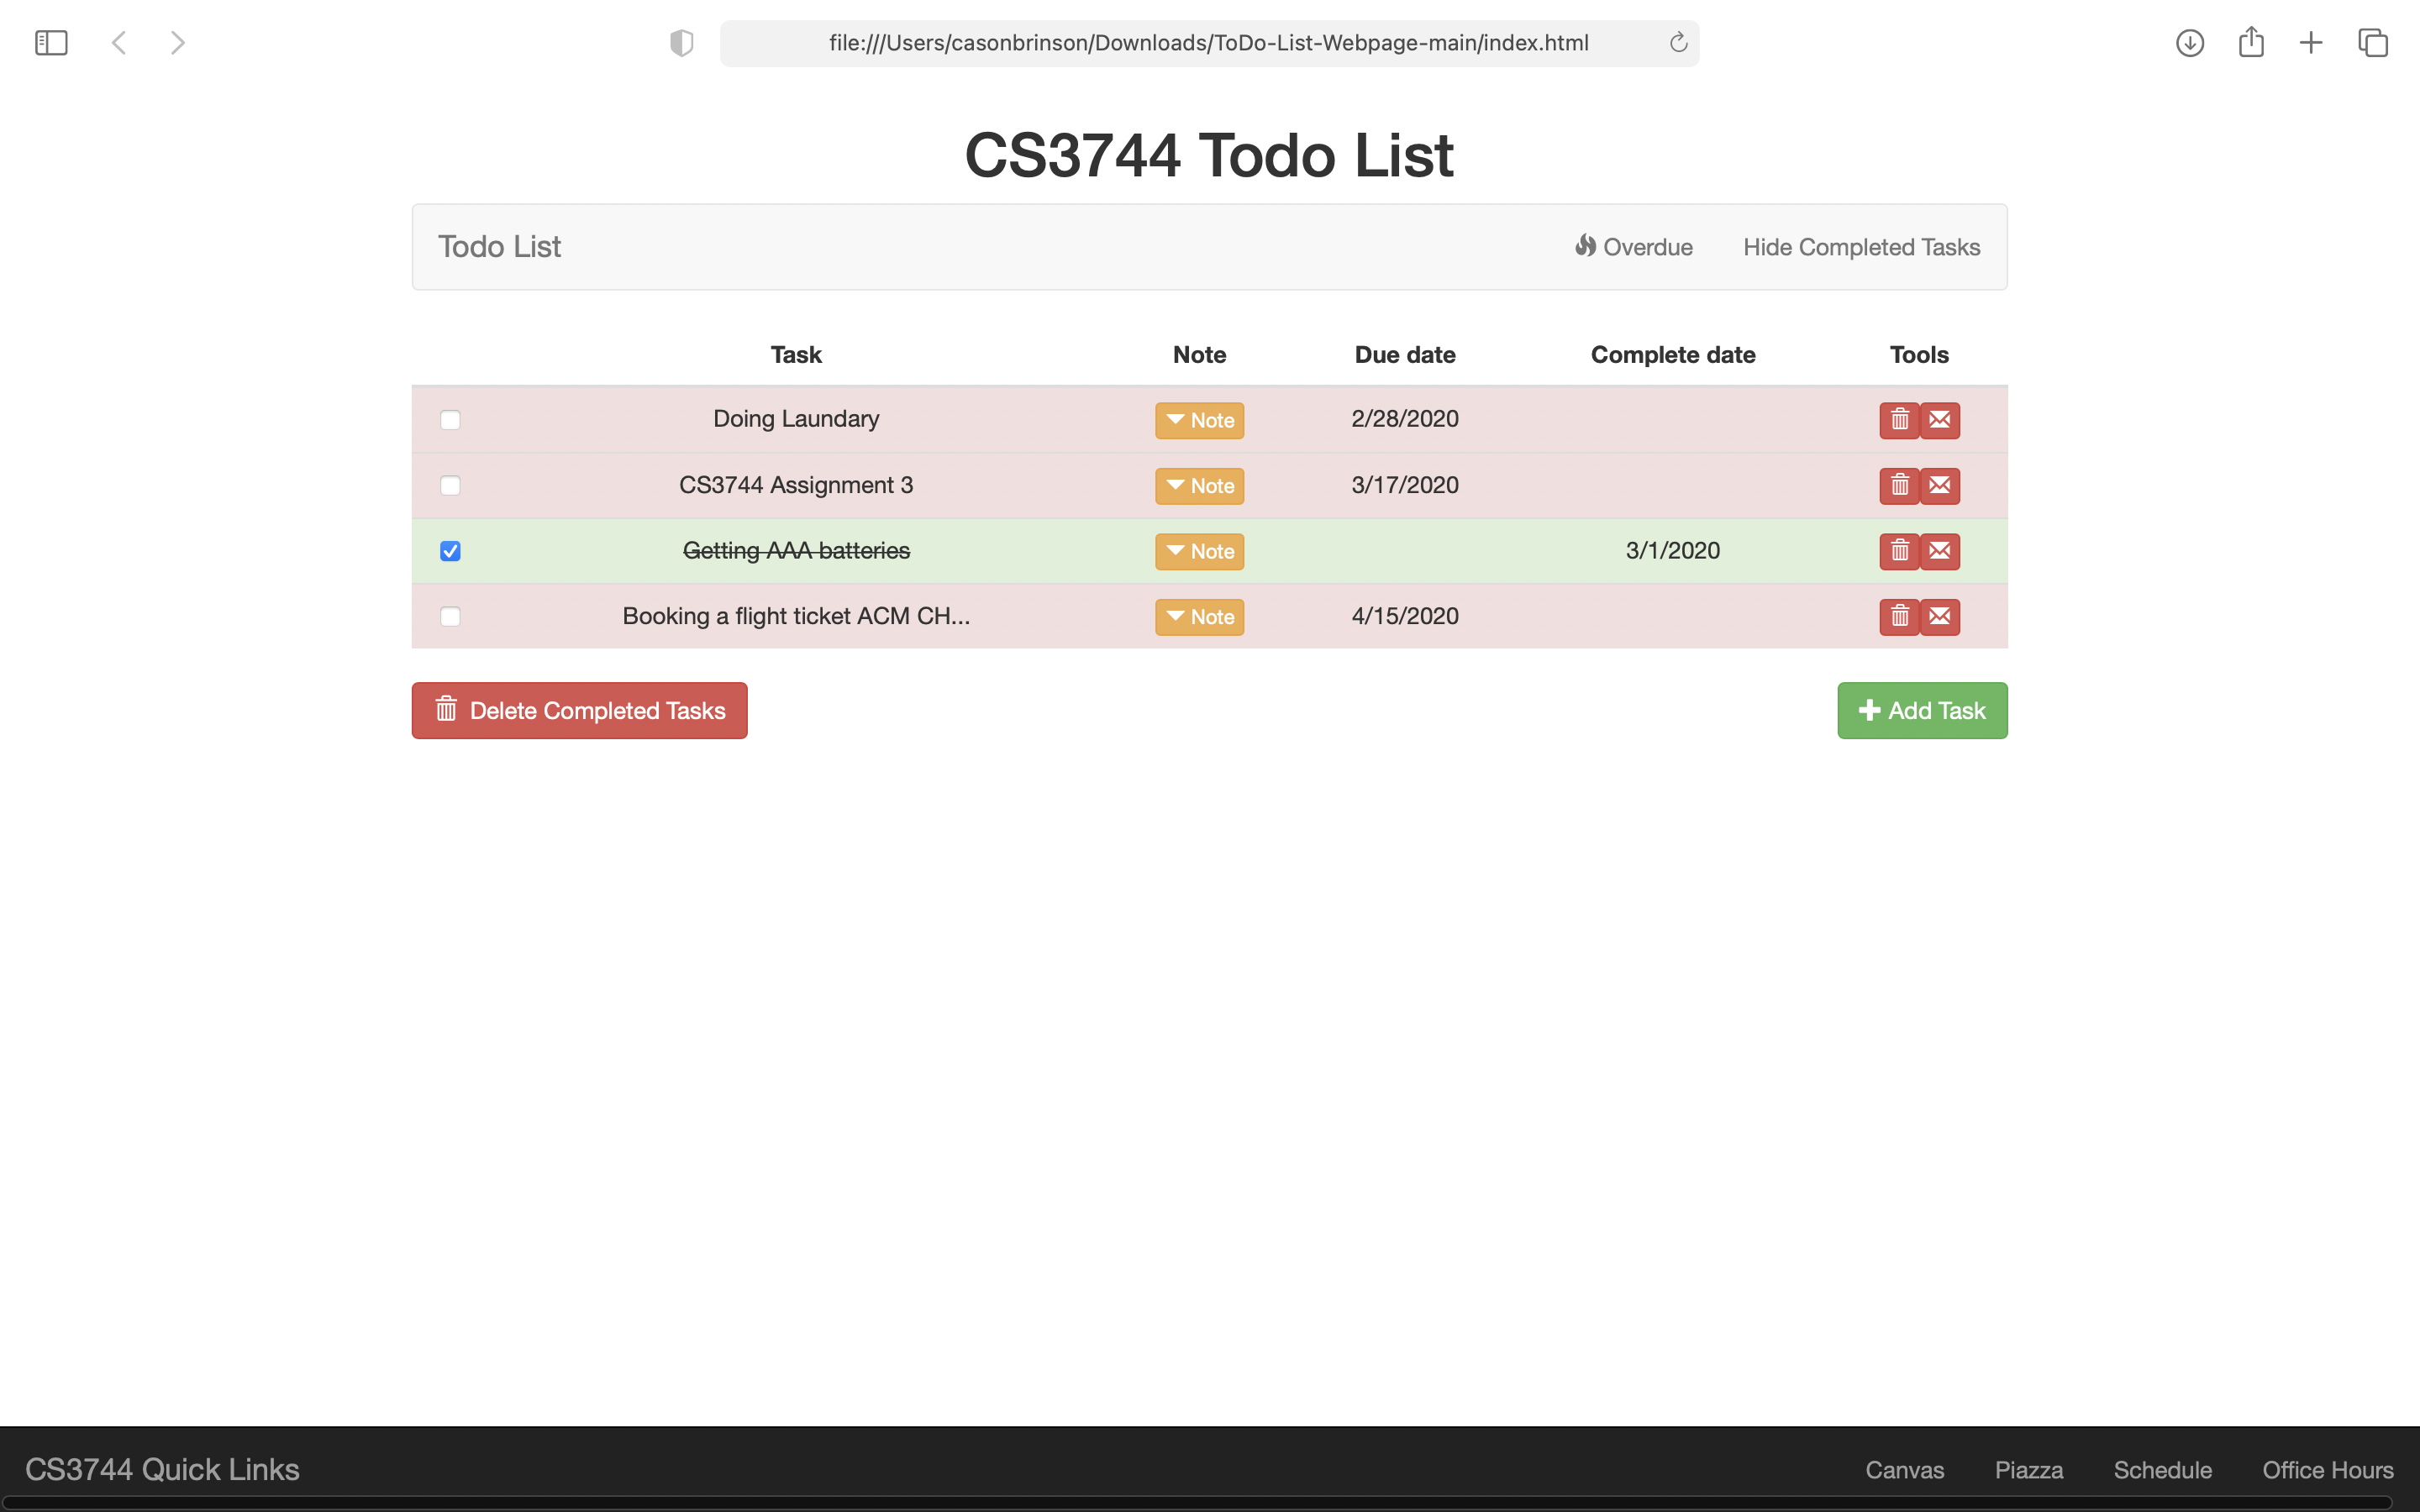 file:///Users/casonbrinson/Downloads/ToDo-List-Webpage-main/index.html
CS3744 Todo List
Todo List Overdue Hide Completed Tasks
Task Note Due date Complete date Tools
Doing Laundary Note 2/28/2020
CS3744 Assignment 3 Note 3/17/2020
Getting AAA batteries Note 3/1/2020
Booking a flight ticket ACM CH... Note 4/15/2020
Delete Completed Tasks Add Task
CS3744 Quick Links Canvas Piazza Schedule Office Hours